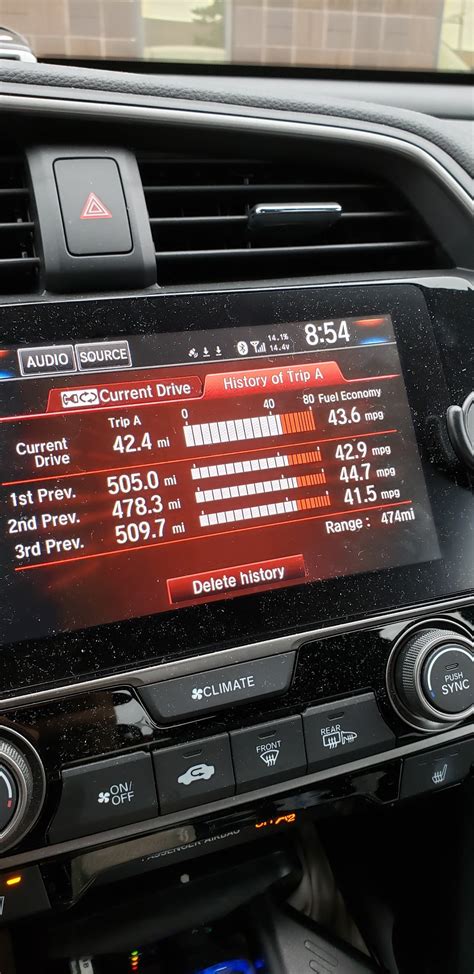 AUDIO SOURCE 14.1% 14.4v 8:54
Current Drive History of Trip A
Trip A 0 40 80 Fuel Economy
Current Drive 42.4 mi 43.6 mpg
1st Prev. 505.0 mi 42.9 mpg
2nd Prev. 478.3 mi 44.7 mpg
3rd Prev. 509.7 mi 41.5 mpg
Range : 474mi
Delete history
CLIMATE
PUSH SYNC
ON/OFF FRONT REAR
PASSENGER AIRBAG